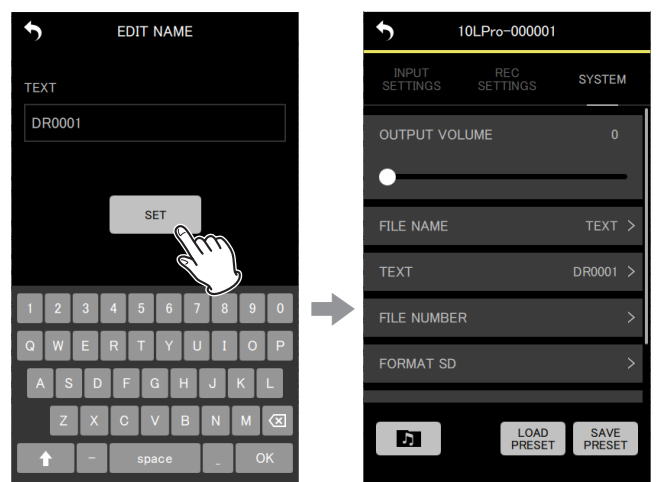 EDIT NAME
TEXT
DR0001
SET
1 2 3 4 5 6 7 8 9 0
Q W E R T Y U I O P
A S D F G H J K L
Z X C V B N M
- space _ OK
10LPro-000001
INPUT SETTINGS
REC SETTINGS
SYSTEM
OUTPUT VOLUME 0
FILE NAME TEXT >
TEXT DR0001 >
FILE NUMBER >
FORMAT SD >
LOAD PRESET
SAVE PRESET